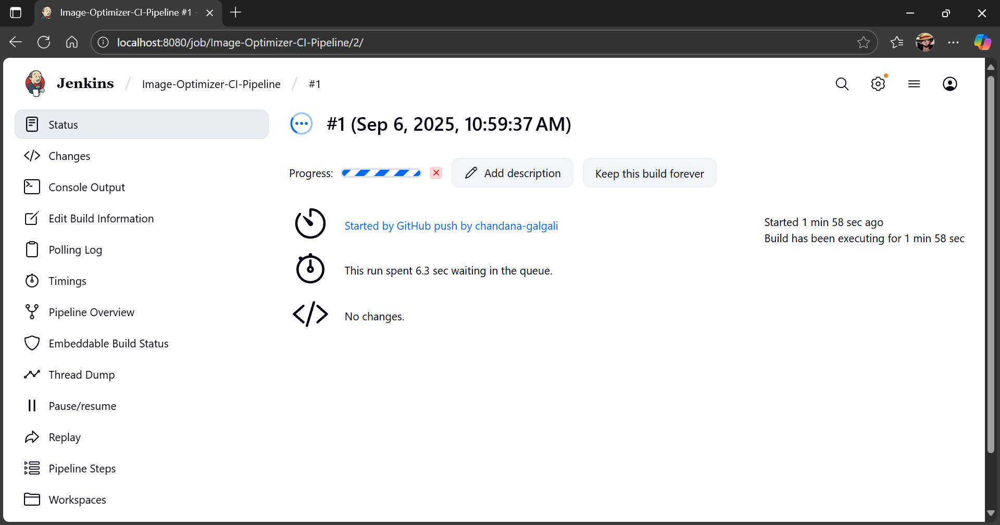 Image-Optimizer-CI-Pipeline #1 -
localhost:8080/job/Image-Optimizer-CI-Pipeline/2/
Jenkins / Image-Optimizer-CI-Pipeline / #1
Status
Changes
Console Output
Edit Build Information
Polling Log
Timings
Pipeline Overview
Embeddable Build Status
Thread Dump
Pause/resume
Replay
Pipeline Steps
Workspaces
#1 (Sep 6, 2025, 10:59:37 AM)
Progress:
Add description
Keep this build forever
Started by GitHub push by chandana-galgali
This run spent 6.3 sec waiting in the queue.
No changes.
Started 1 min 58 sec ago
Build has been executing for 1 min 58 sec